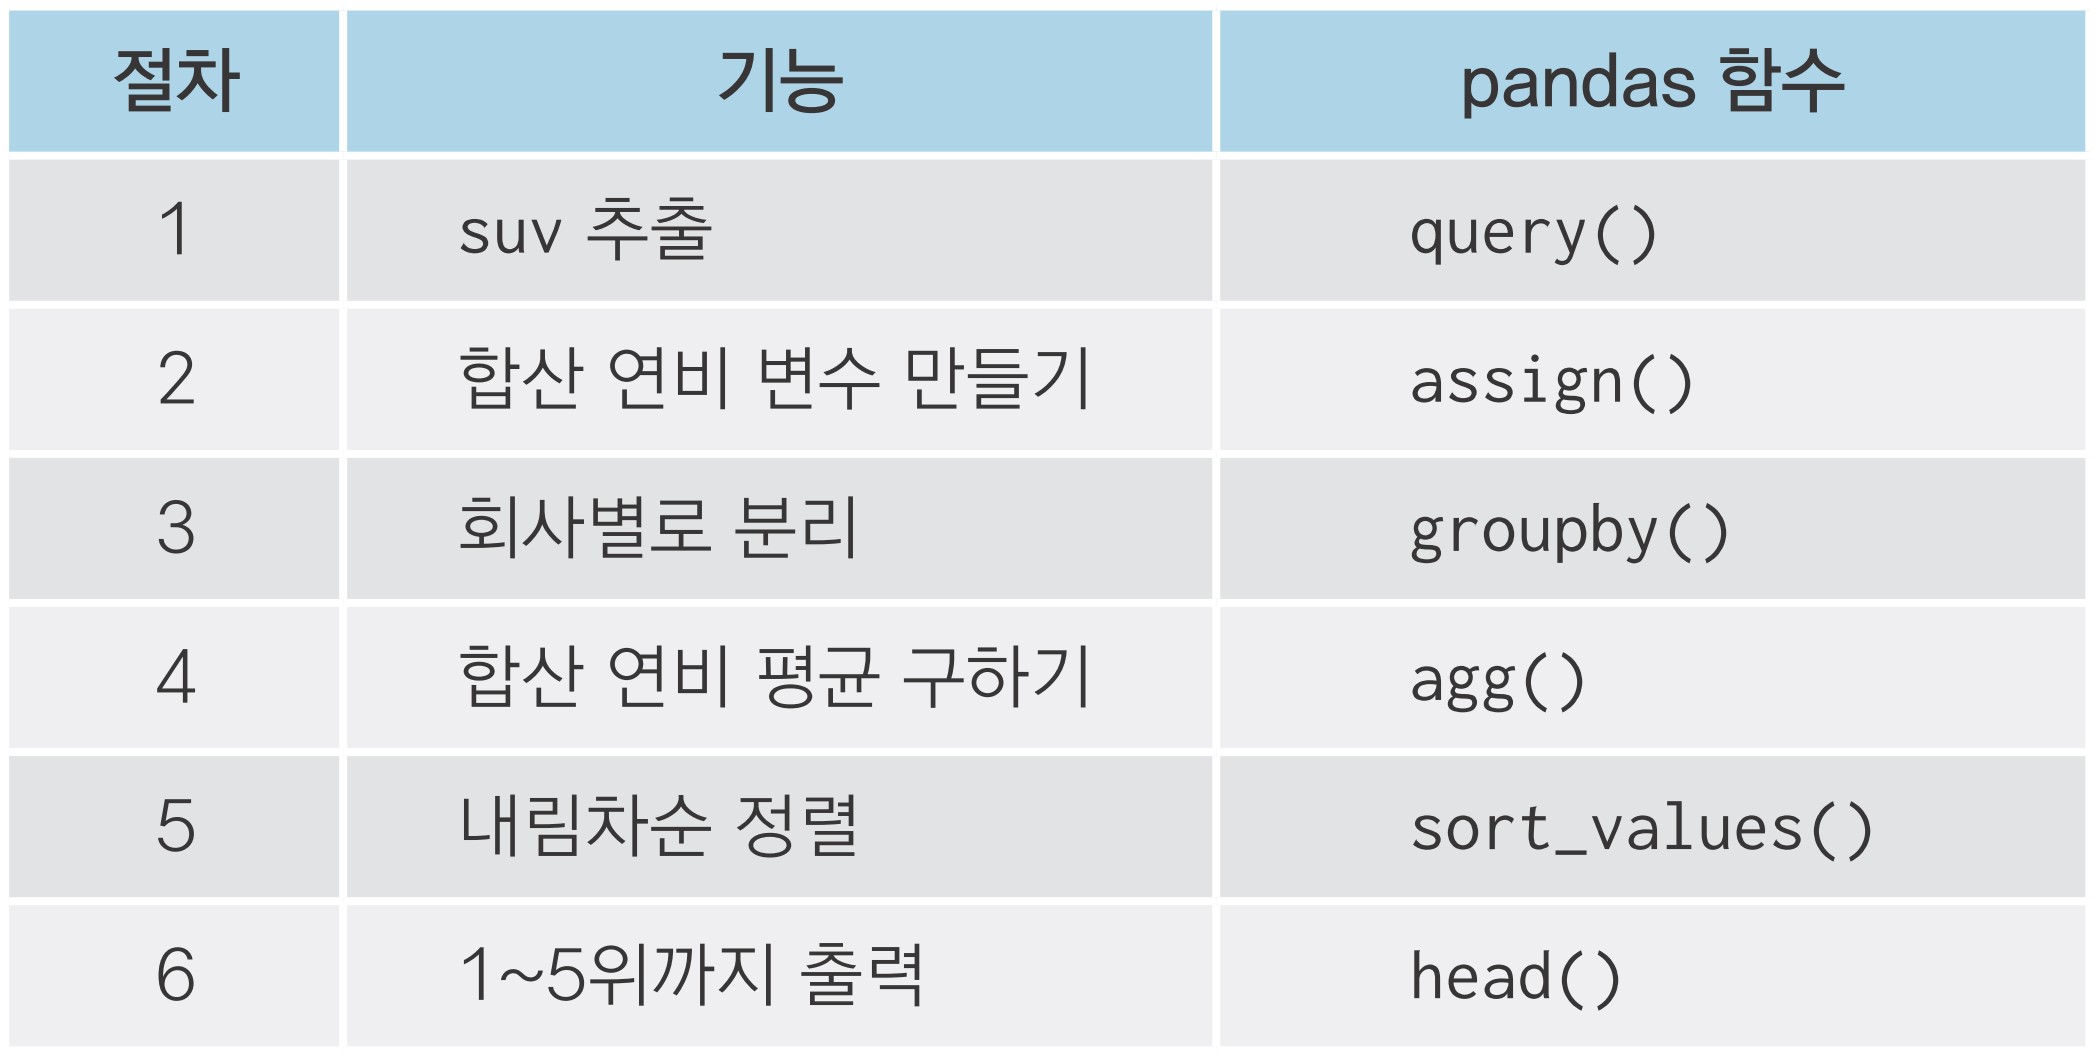 절차 기능 pandas 함수
1 suv 추출 query()
2 합산 연비 변수 만들기 assign()
3 회사별로 분리 groupby()
4 합산 연비 평균 구하기 agg()
5 내림차순 정렬 sort_values()
6 1~5위까지 출력 head()